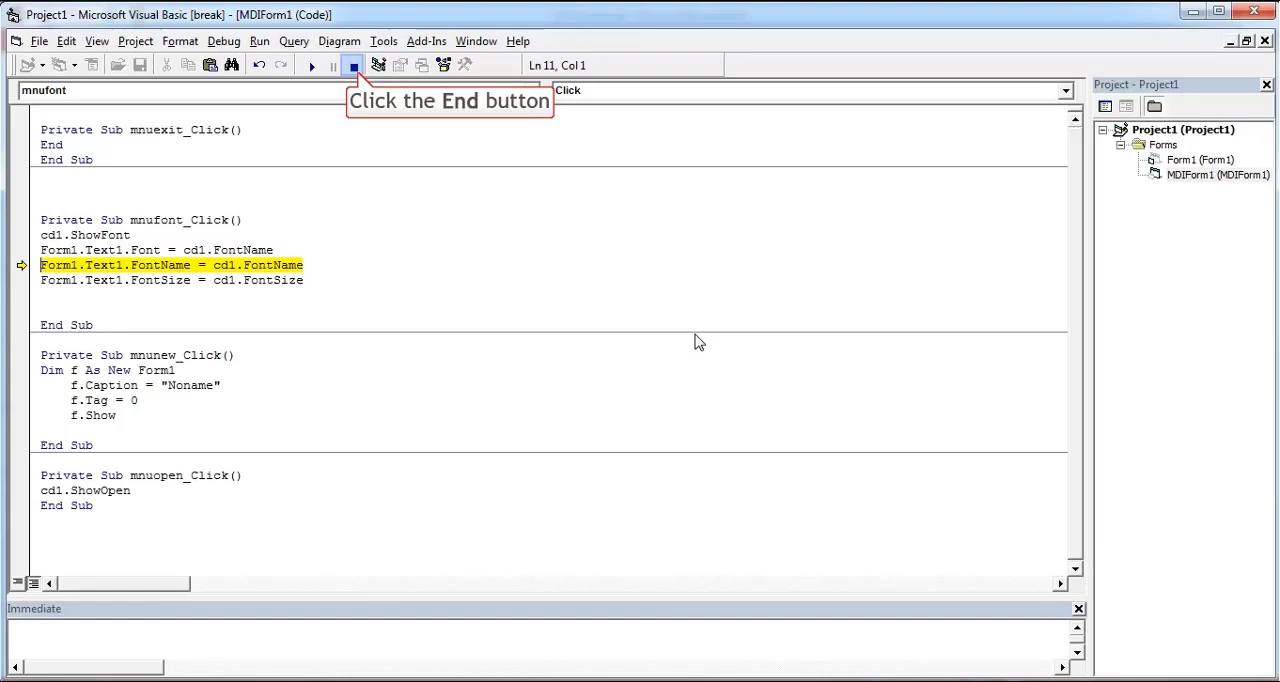 Project1 - Microsoft Visual Basic [break] - [MDIForm1 (Code)]
File Edit View Project Format Debug Run Query Diagram Tools Add-Ins Window Help
Ln 11, Col 1
Project - Project1
mnufont
Click
Click the End button
Private Sub mnuexit_Click()
End
End Sub
Private Sub mnufont_Click()
cd1.ShowFont
Form1.Text1.Font = cd1.FontName
Form1.Text1.FontName = cd1.FontName
Form1.Text1.FontSize = cd1.FontSize
End Sub
Private Sub mnunew_Click()
Dim f As New Form1
f.Caption = "Noname"
f.Tag = 0
f.Show
End Sub
Private Sub mnuopen_Click()
cd1.ShowOpen
End Sub
Immediate
Project1 (Project1)
Forms
Form1 (Form1)
MDIForm1 (MDIForm1)